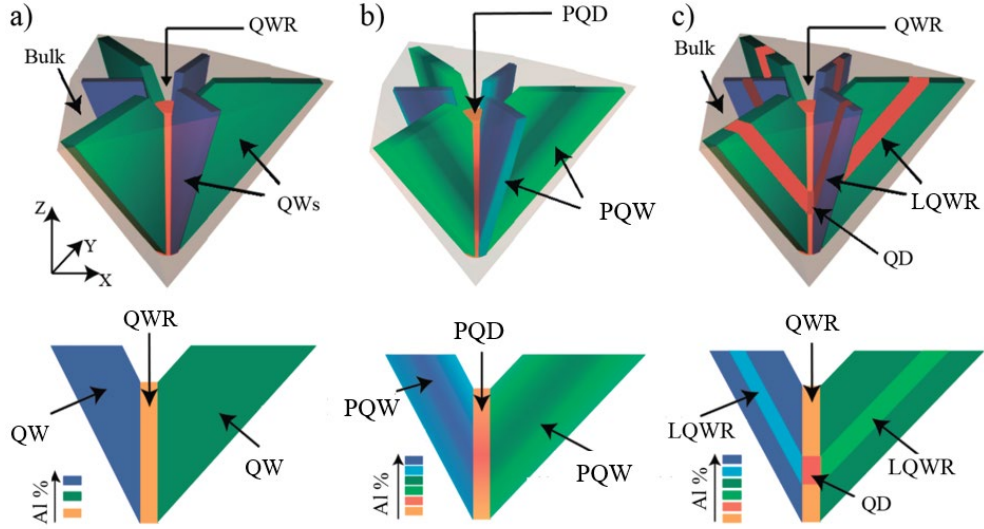 a)
QWR
Bulk
QWs
Z
Y
X
b)
PQD
PQW
c)
QWR
Bulk
LQWR
QD
QWR
QW
QW
Al %
PQD
PQW
PQW
Al %
QWR
LQWR
LQWR
QD
Al %